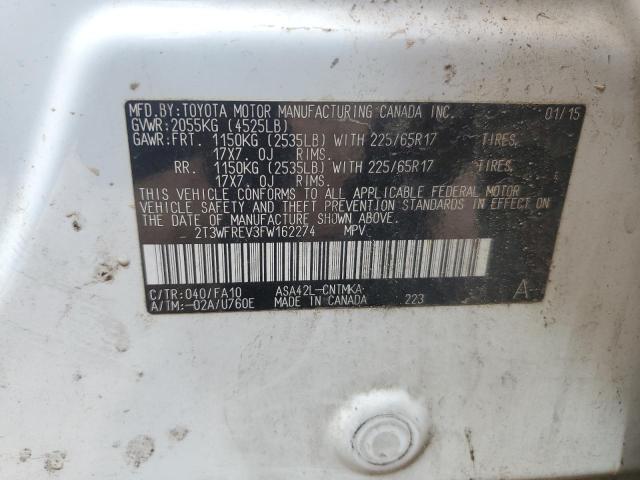 MFD.BY:TOYOTA MOTOR MANUFACTURING CANADA INC. 01/15
GVWR:2055KG (4525LB)
GAWR:FRT. 1150KG (2535LB) WITH 225/65R17 TIRES,
17X7.0J RIMS.
RR. 1150KG (2535LB) WITH 225/65R17 TIRES,
17X7.0J RIMS.
THIS VEHICLE CONFORMS TO ALL APPLICABLE FEDERAL MOTOR
VEHICLE SAFETY AND THEFT PREVENTION STANDARDS IN EFFECT ON
THE DATE OF MANUFACTURE SHOWN ABOVE.
2T3WFREV3FW162274 MPV
C/TR:040/FA10 ASA42L-CNTMKA
A/TM:-02A/U760E MADE IN CANADA 223 A